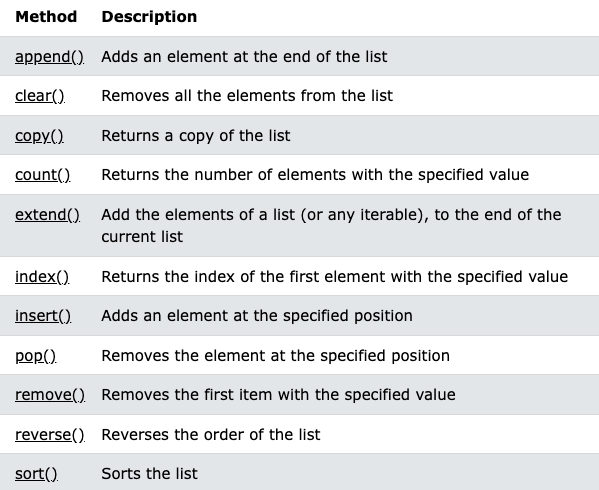 Method Description
append() Adds an element at the end of the list
clear() Removes all the elements from the list
copy() Returns a copy of the list
count() Returns the number of elements with the specified value
extend() Add the elements of a list (or any iterable), to the end of the
current list
index() Returns the index of the first element with the specified value
insert() Adds an element at the specified position
pop() Removes the element at the specified position
remove() Removes the first item with the specified value
reverse() Reverses the order of the list
sort() Sorts the list